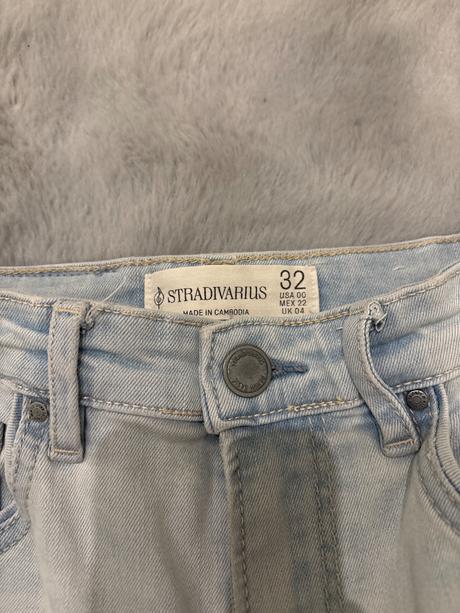 STRADIVARIUS
MADE IN CAMBODIA
32
USA 00
MEX 22
UK 04